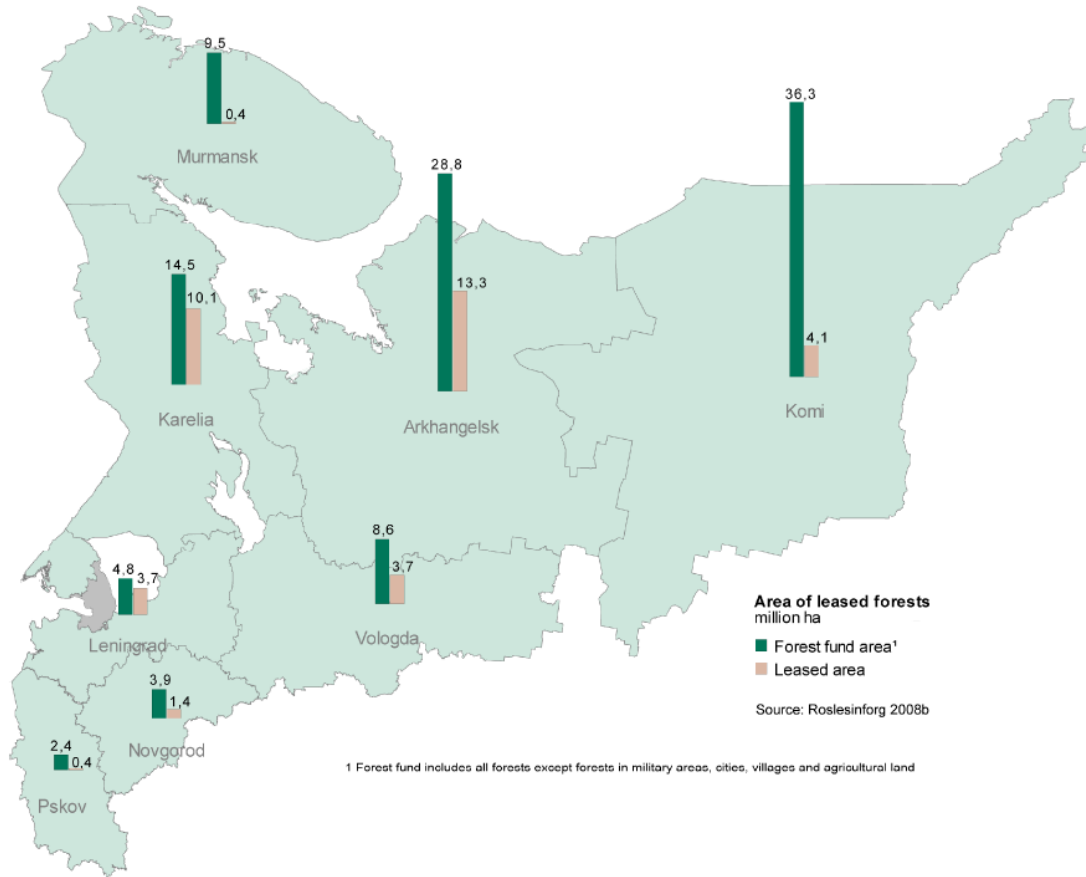 9,5
0,4
Murmansk
36,3
4,1
Komi
28,8
13,3
Arkhangelsk
14,5
10,1
Karelia
8,6
3,7
Vologda
4,8
3,7
Leningrad
3,9
1,4
Novgorod
2,4
0,4
Pskov
Area of leased forests
million ha
Forest fund area¹
Leased area
Source: Roslesinforg 2008b
1 Forest fund includes all forests except forests in military areas, cities, villages and agricultural land